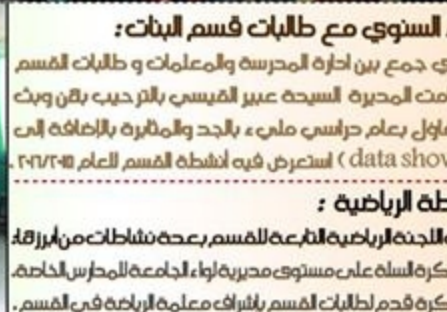 السنوي مع طالبات قسم البنات :
جمع بين ادارة المدرسة والمعلمات و طالبات القسم
المديرة السيدة عبير القيسي بالترحيب بهن وبث
بعام دراسي مليء بالجد والمثابرة بالإضافة إلى
data show ) استعرض فيه أنشطة القسم للعام ٢٠١٦/٢٠١٥ .
الرياضية :
اللجنة الرياضية التابعة للقسم بعدة نشاطات من أبرزها:
كرة السلة على مستوى مديرية لواء الجامعة للمدارس الخاصة.
كرة قدم لطالبات القسم بإشراف معلمة الرياضة في القسم .